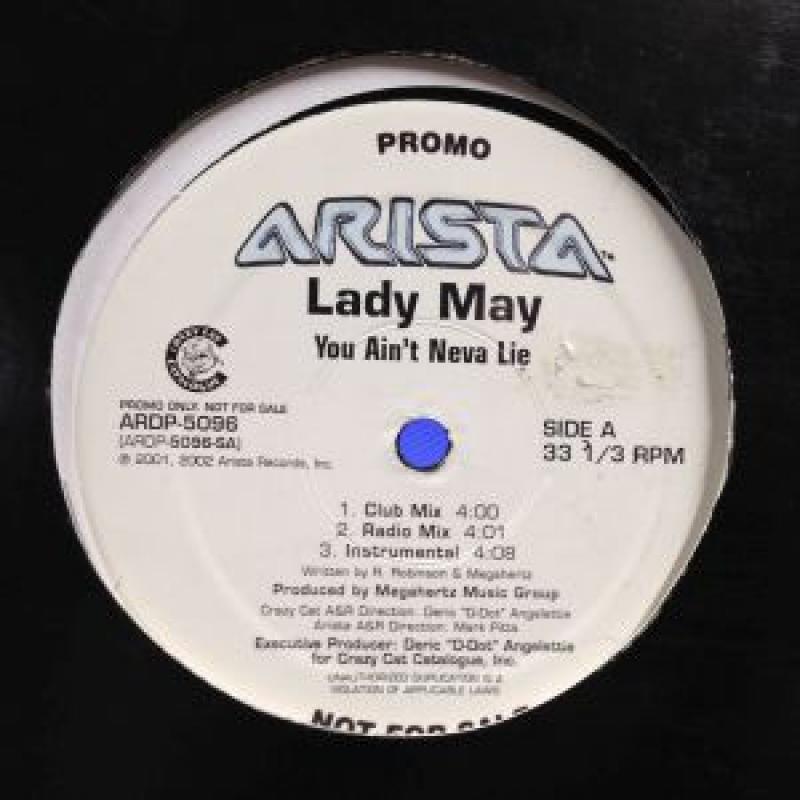 PROMO
ARISTA™
Lady May
You Ain't Neva Lie
CRAZY CAT
CATALOGUE
PROMO ONLY. NOT FOR SALE
ARDP-5096
(ARDP-5096-SA)
℗ 2001, 2002 Arista Records, Inc.
SIDE A
33 1/3 RPM
1. Club Mix 4:00
2. Radio Mix 4:01
3. Instrumental 4:08
Written by R. Robinson & Megahertz
Produced by Megahertz Music Group
Crazy Cat A&R Direction: Deric "D-Dot" Angelettie
Arista A&R Direction: Mark Pitts
Executive Producer: Deric "D-Dot" Angelettie
for Crazy Cat Catalogue, Inc.
UNAUTHORIZED DUPLICATION IS A
VIOLATION OF APPLICABLE LAWS
NOT FOR SALE